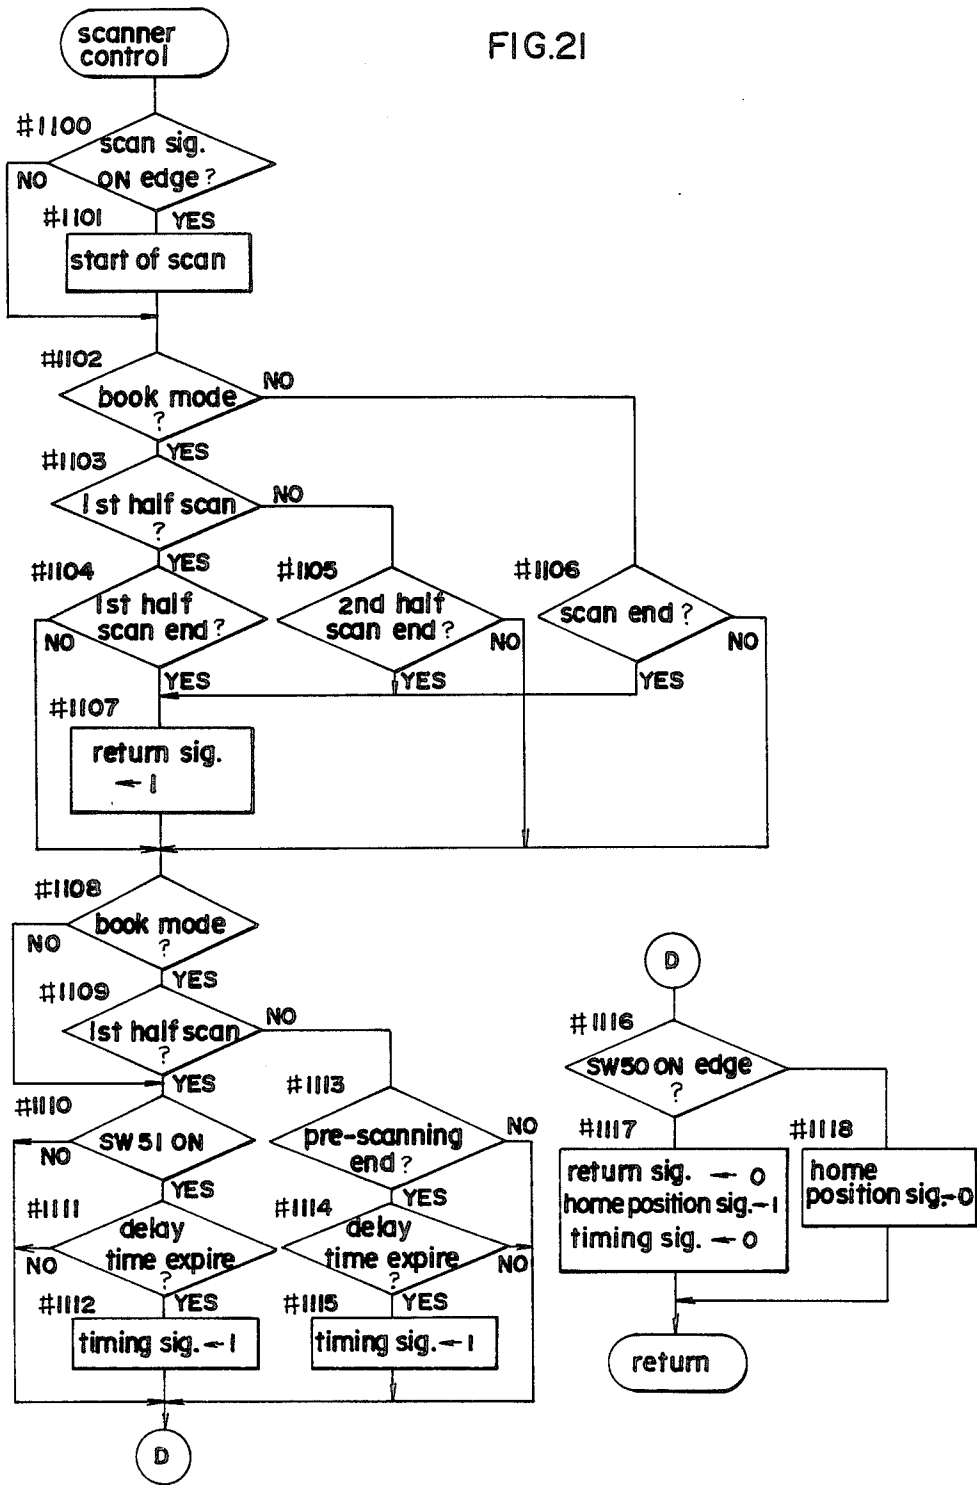 FIG.21
scanner
control
#1100
scan sig.
ON edge?
NO
YES
#1101
start of scan
#1102
book mode
?
NO
YES
#1103
1st half scan
?
NO
YES
#1104
1st half
scan end?
NO
YES
#1105
2nd half
scan end?
NO
YES
#1106
scan end?
NO
YES
#1107
return sig.
← 1
#1108
book mode
?
NO
YES
#1109
1st half scan
?
NO
YES
#1110
SW51 ON
NO
YES
#1111
delay
time expire
?
NO
YES
#1112
timing sig. ← 1
#1113
pre-scanning
end?
NO
YES
#1114
delay
time expire
?
NO
YES
#1115
timing sig. ← 1
D
D
#1116
SW50 ON edge
?
#1117
return sig. ← 0
home position sig. ← 1
timing sig. ← 0
#1118
home
position sig. ← 0
return